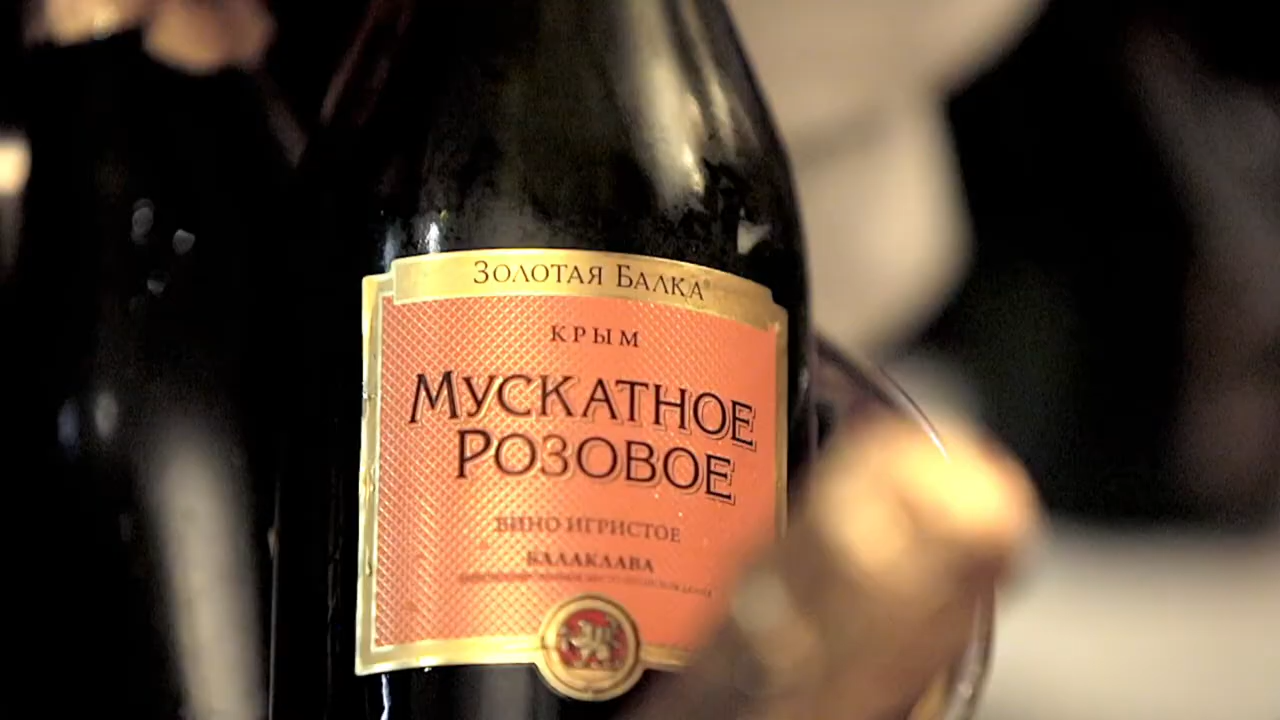 Золотая Балка
КРЫМ
Мускатное
Розовое
ВИНО ИГРИСТОЕ
БАЛАКЛАВА